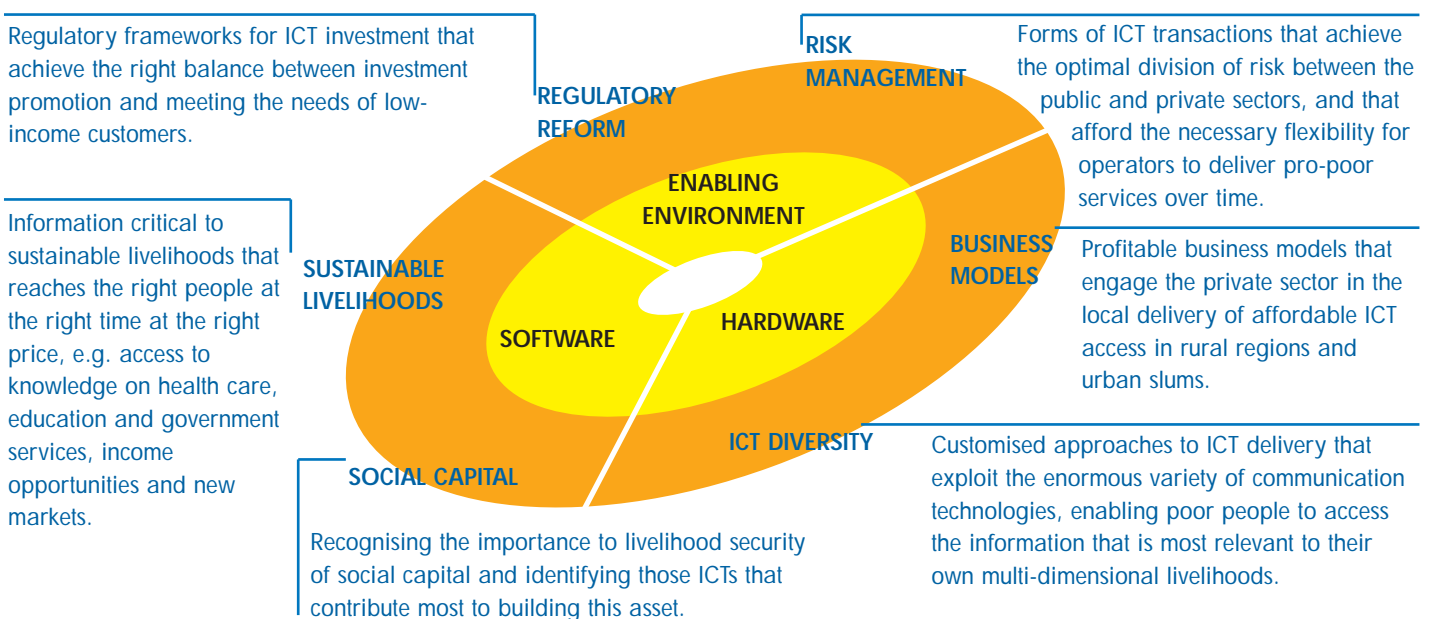 Regulatory frameworks for ICT investment that
achieve the right balance between investment
promotion and meeting the needs of low-
income customers.
REGULATORY
REFORM
RISK
MANAGEMENT
Forms of ICT transactions that achieve
the optimal division of risk between the
public and private sectors, and that
afford the necessary flexibility for
operators to deliver pro-poor
services over time.
ENABLING
ENVIRONMENT
Information critical to
sustainable livelihoods that
reaches the right people at
the right time at the right
price, e.g. access to
knowledge on health care,
education and government
services, income
opportunities and new
markets.
SUSTAINABLE
LIVELIHOODS
SOFTWARE
HARDWARE
BUSINESS
MODELS
Profitable business models that
engage the private sector in the
local delivery of affordable ICT
access in rural regions and
urban slums.
SOCIAL CAPITAL
Recognising the importance to livelihood security
of social capital and identifying those ICTs that
contribute most to building this asset.
ICT DIVERSITY
Customised approaches to ICT delivery that
exploit the enormous variety of communication
technologies, enabling poor people to access
the information that is most relevant to their
own multi-dimensional livelihoods.